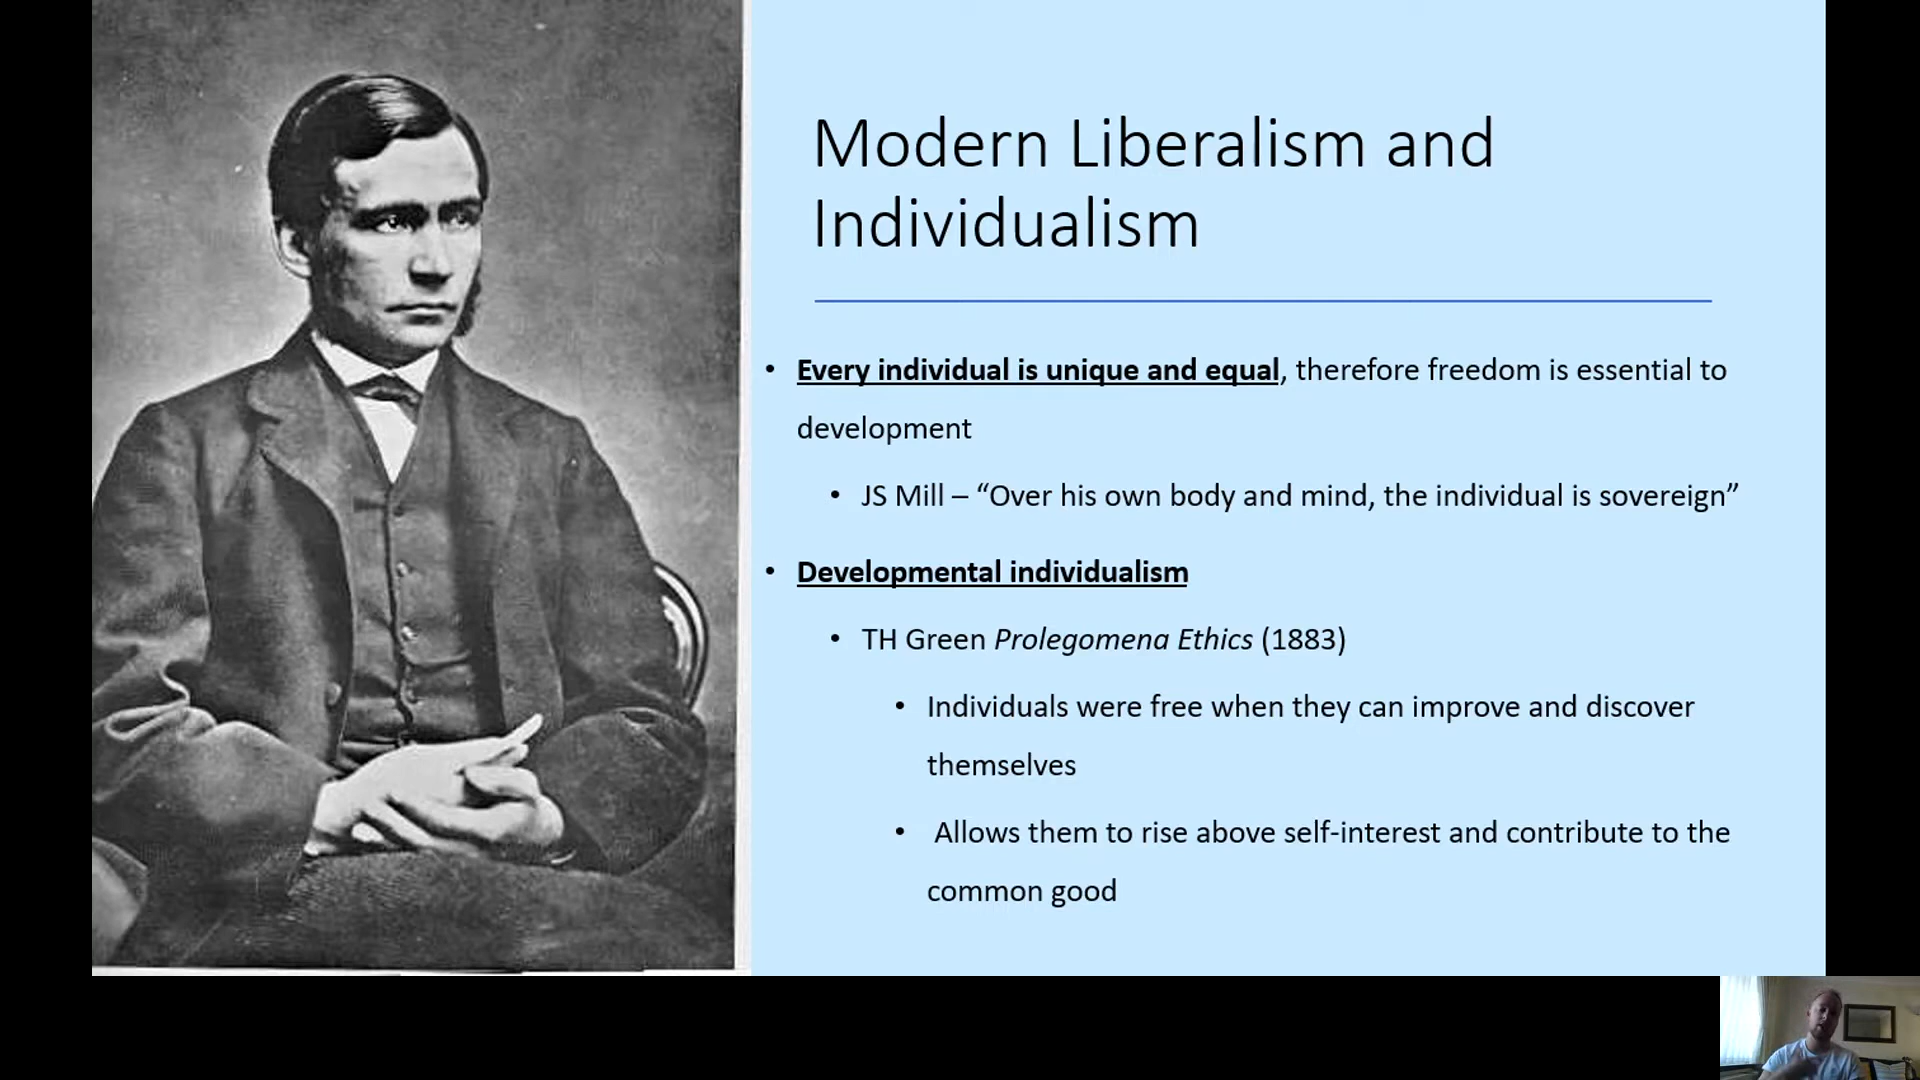 Modern Liberalism and
Individualism
• Every individual is unique and equal, therefore freedom is essential to
development
• JS Mill – “Over his own body and mind, the individual is sovereign”
• Developmental individualism
• TH Green Prolegomena Ethics (1883)
• Individuals were free when they can improve and discover
themselves
• Allows them to rise above self-interest and contribute to the
common good